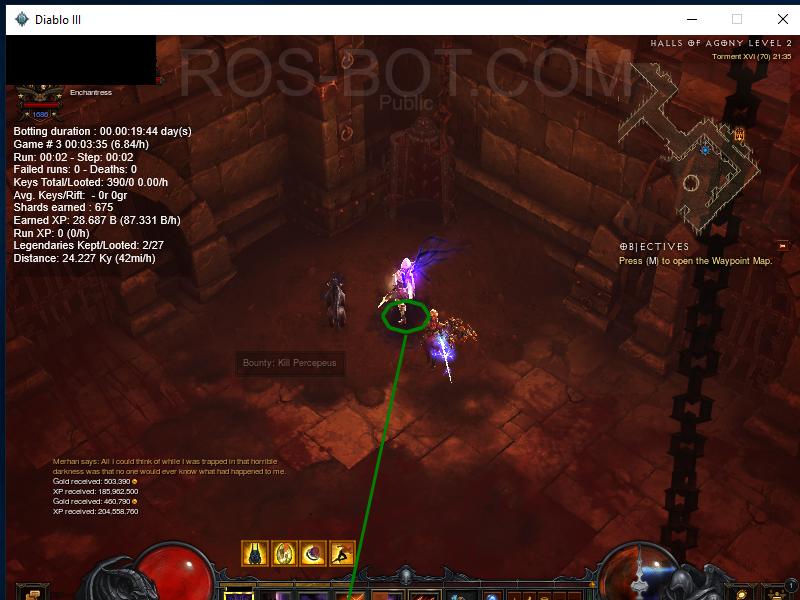 Diablo III
ROS-BOT.COM
Public
HALLS OF AGONY LEVEL 2
Torment XVI (70) 21:35
Enchantress
1686
Botting duration : 00.00:19:44 day(s)
Game # 3 00:03:35 (6.84/h)
Run: 00:02 - Step: 00:02
Failed runs: 0 - Deaths: 0
Keys Total/Looted: 390/0 0.00/h
Avg. Keys/Rift: - 0r 0gr
Shards earned : 675
Earned XP: 28.687 B (87.331 B/h)
Run XP: 0 (0/h)
Legendaries Kept/Looted: 2/27
Distance: 24.227 Ky (42mi/h)
OBJECTIVES
Press (M) to open the Waypoint Map.
Bounty: Kill Percepeus
Merhan says: All I could think of while I was trapped in that horrible
darkness was that no one would ever know what had happened to me.
Gold received: 503,390
XP received: 185,962,500
Gold received: 460,790
XP received: 204,558,760
1